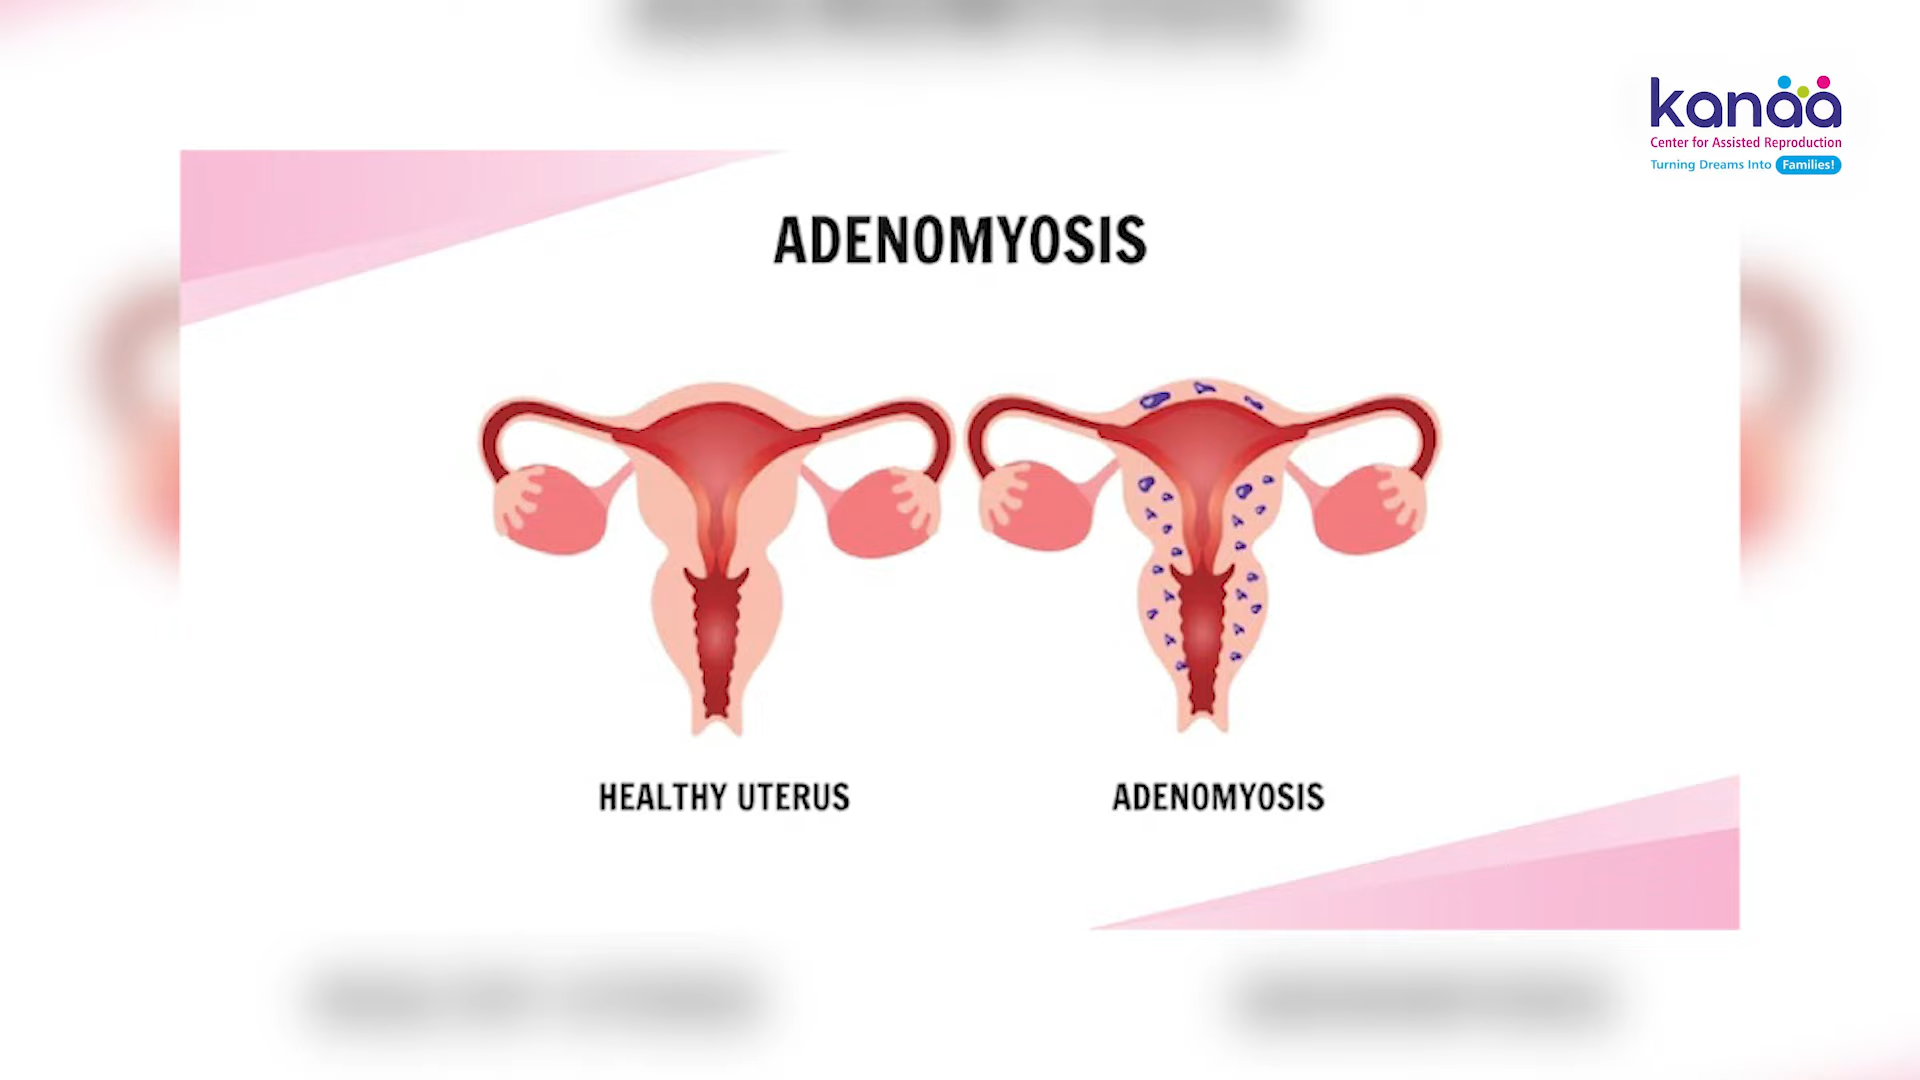 kanaa
Center for Assisted Reproduction
Turning Dreams Into Families!
ADENOMYOSIS
HEALTHY UTERUS
ADENOMYOSIS